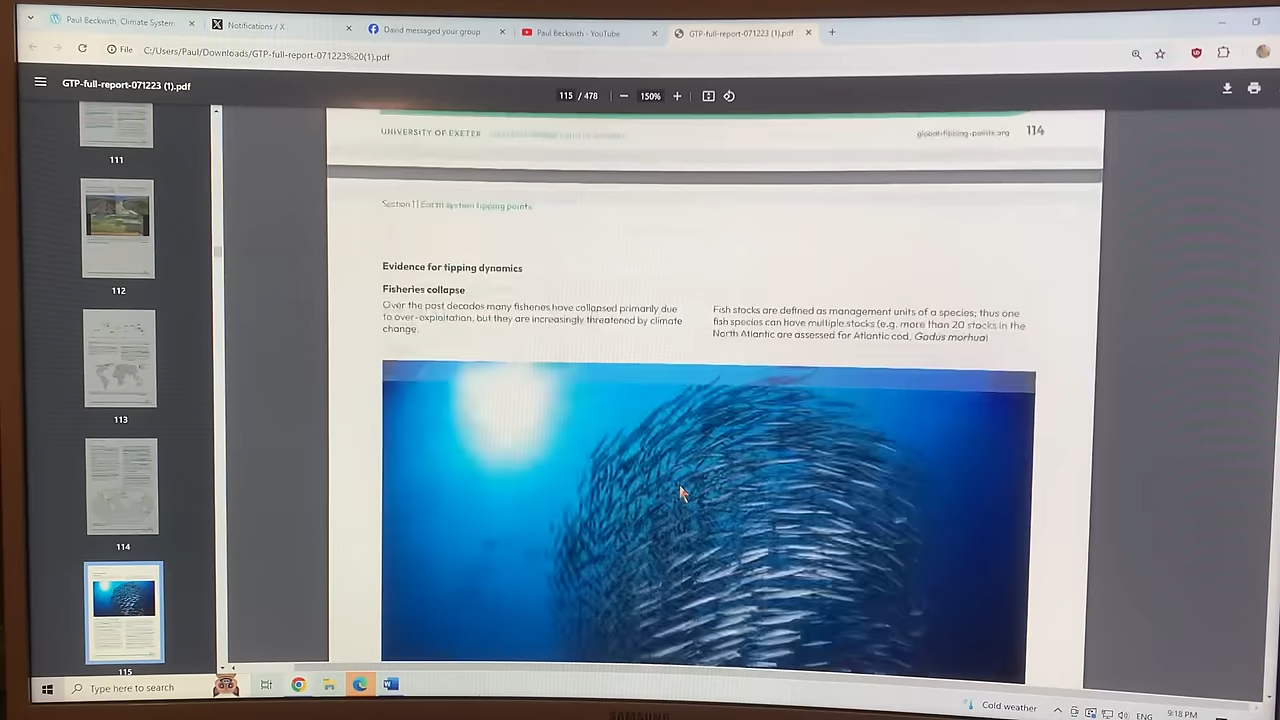 Paul Beckwith, Climate System
Notifications / X
David messaged your group
Paul Beckwith - YouTube
GTP-full-report-071223 (1).pdf
File C:/Users/Paul/Downloads/GTP-full-report-071223%20(1).pdf
GTP-full-report-071223 (1).pdf
115 / 478
150%
111
112
113
114
115
UNIVERSITY OF EXETER
global-tipping-points.org 114
Section 1 | Earth system tipping points
Evidence for tipping dynamics
Fisheries collapse
Over the past decades many fisheries have collapsed primarily due
to over-exploitation, but they are increasingly threatened by climate
change.
Fish stocks are defined as management units of a species; thus one
fish species can have multiple stocks (e.g. more than 20 stocks in the
North Atlantic are assessed for Atlantic cod, Gadus morhua)
Type here to search
Cold weather
ENG
9:18 PM
SAMSUNG